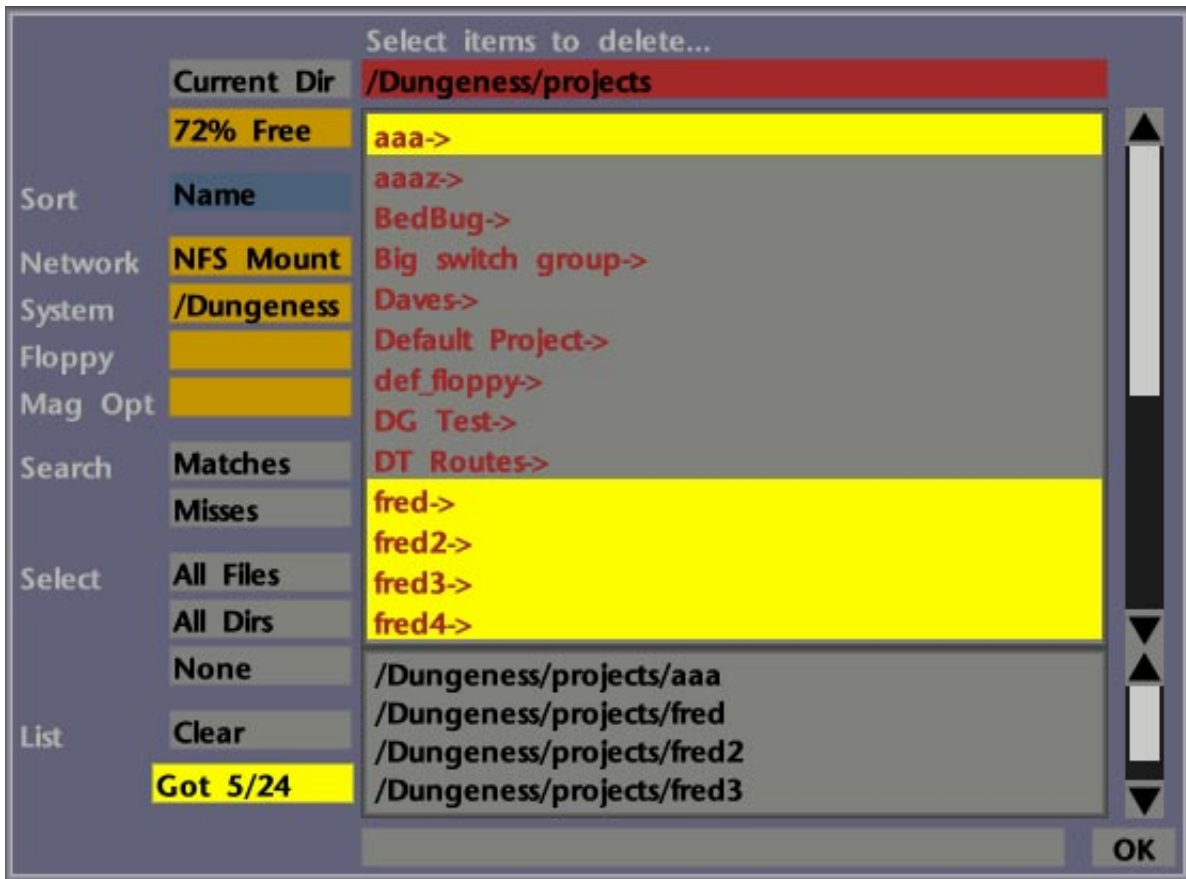 Select items to delete...
Current Dir /Dungeness/projects
72% Free
aaa->
aaaz->
Sort Name
BedBug->
Network NFS Mount
Big switch group->
System /Dungeness
Daves->
Floppy
Default Project->
def_floppy->
Mag Opt
DG Test->
Search Matches
DT Routes->
Misses
fred->
fred2->
Select All Files
fred3->
All Dirs
fred4->
None
/Dungeness/projects/aaa
/Dungeness/projects/fred
List Clear
/Dungeness/projects/fred2
Got 5/24
/Dungeness/projects/fred3
OK